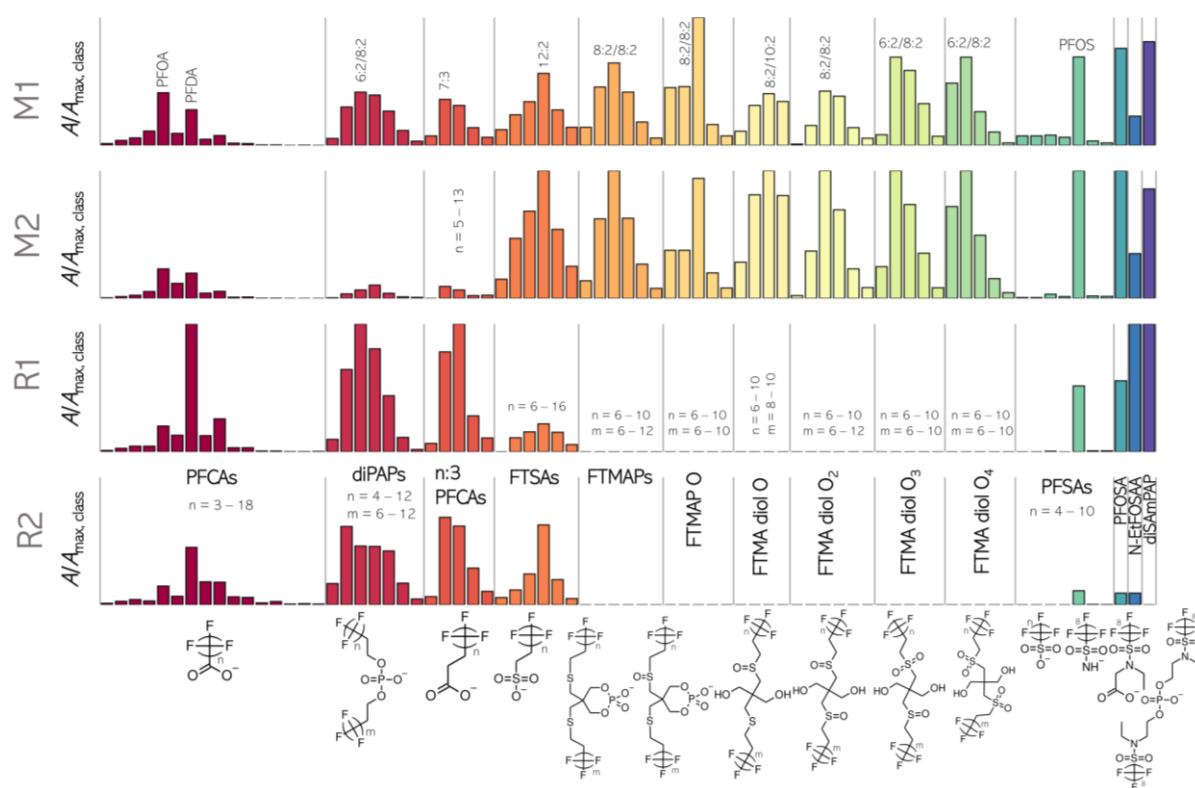 M1
A/Amax, class
PFOA
PFDA
6:2/8:2
7:3
12:2
8:2/8:2
8:2/8:2
8:2/10:2
8:2/8:2
6:2/8:2
6:2/8:2
PFOS
M2
A/Amax, class
n = 5 – 13
R1
A/Amax, class
n = 6 – 16
n = 6 – 10
m = 6 – 12
n = 6 – 10
m = 6 – 10
n = 6 – 10
m = 8 – 10
n = 6 – 10
m = 6 – 12
n = 6 – 10
m = 6 – 10
n = 6 – 10
m = 6 – 10
R2
A/Amax, class
PFCAs
n = 3 – 18
diPAPs
n = 4 – 12
m = 6 – 12
n:3
PFCAs
FTSAs
FTMAPs
FTMAP O
FTMA diol O
FTMA diol O2
FTMA diol O3
FTMA diol O4
PFSAs
n = 4 – 10
PFOSA
N-EtFOSAA
diSAmPAP